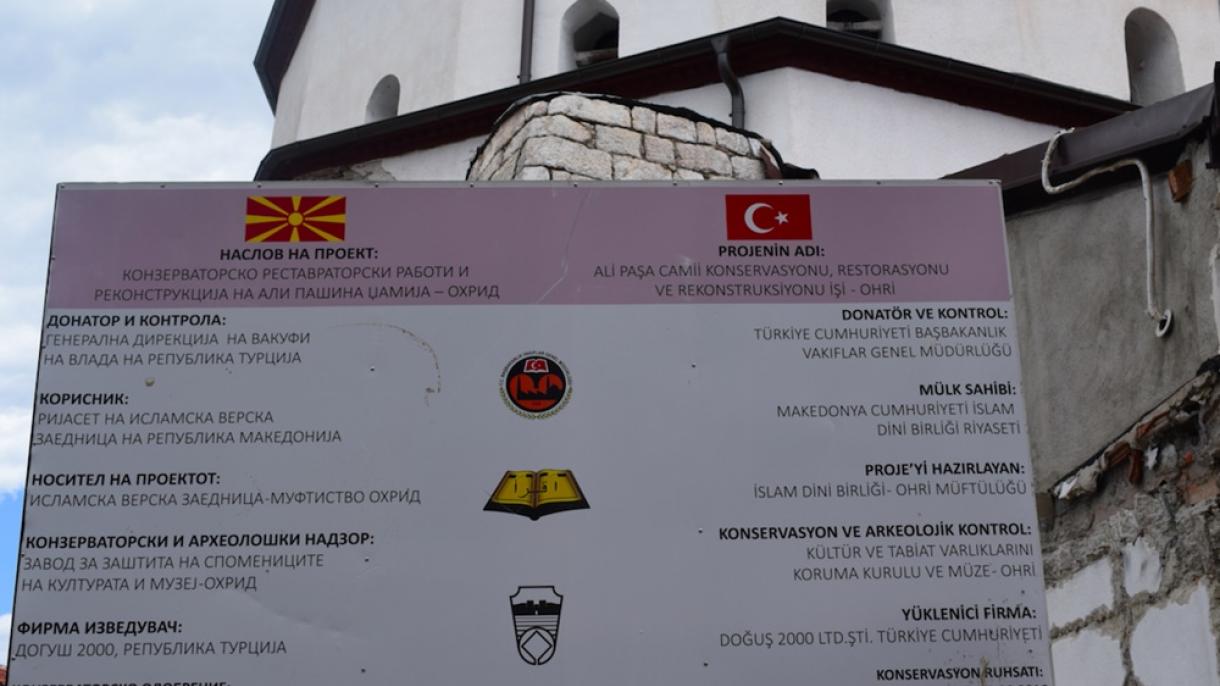 НАСЛОВ НА ПРОЕКТ:
КОНЗЕРВАТОРСКО РЕСТАВРАТОРСКИ РАБОТИ И
РЕКОНСТРУКЦИЈА НА АЛИ ПАШИНА ЏАМИЈА – ОХРИД
PROJENİN ADI:
ALİ PAŞA CAMİİ KONSERVASYONU, RESTORASYONU
VE REKONSTRUKSİYONU İŞİ - OHRİ
ДОНАТОР И КОНТРОЛА:
ГЕНЕРАЛНА ДИРЕКЦИЈА НА ВАКУФИ
НА ВЛАДА НА РЕПУБЛИКА ТУРЦИЈА
КОРИСНИК:
РИЈАСЕТ НА ИСЛАМСКА ВЕРСКА
ЗАЕДНИЦА НА РЕПУБЛИКА МАКЕДОНИЈА
НОСИТЕЛ НА ПРОЕКТОТ:
ИСЛАМСКА ВЕРСКА ЗАЕДНИЦА-МУФТИСТВО ОХРИД
КОНЗЕРВАТОРСКИ И АРХЕОЛОШКИ НАДЗОР:
ЗАВОД ЗА ЗАШТИТА НА СПОМЕНИЦИТЕ
НА КУЛТУРАТА И МУЗЕЈ-ОХРИД
ФИРМА ИЗВЕДУВАЧ:
ДОГУШ 2000, РЕПУБЛИКА ТУРЦИЈА
КОНЗЕРВАТОРСКО ОДОБРЕНИЕ:
اقرأ
DONATÖR VE KONTROL:
TÜRKİYE CUMHURİYETİ BAŞBAKANLIK
VAKIFLAR GENEL MÜDÜRLÜĞÜ
MÜLK SAHİBİ:
MAKEDONYA CUMHURİYETİ İSLAM
DİNİ BİRLİĞİ RİYASETİ
PROJE'Yİ HAZIRLAYAN:
İSLAM DİNİ BİRLİĞİ- OHRİ MÜFTÜLÜĞÜ
KONSERVASYON VE ARKEOLOJİK KONTROL:
KÜLTÜR VE TABİAT VARLIKLARINI
KORUMA KURULU VE MÜZE- OHRİ
YÜKLENİCİ FİRMA:
DOĞUŞ 2000 LTD.ŞTİ. TÜRKİYE CUMHURİYETİ
KONSERVASYON RUHSATI: